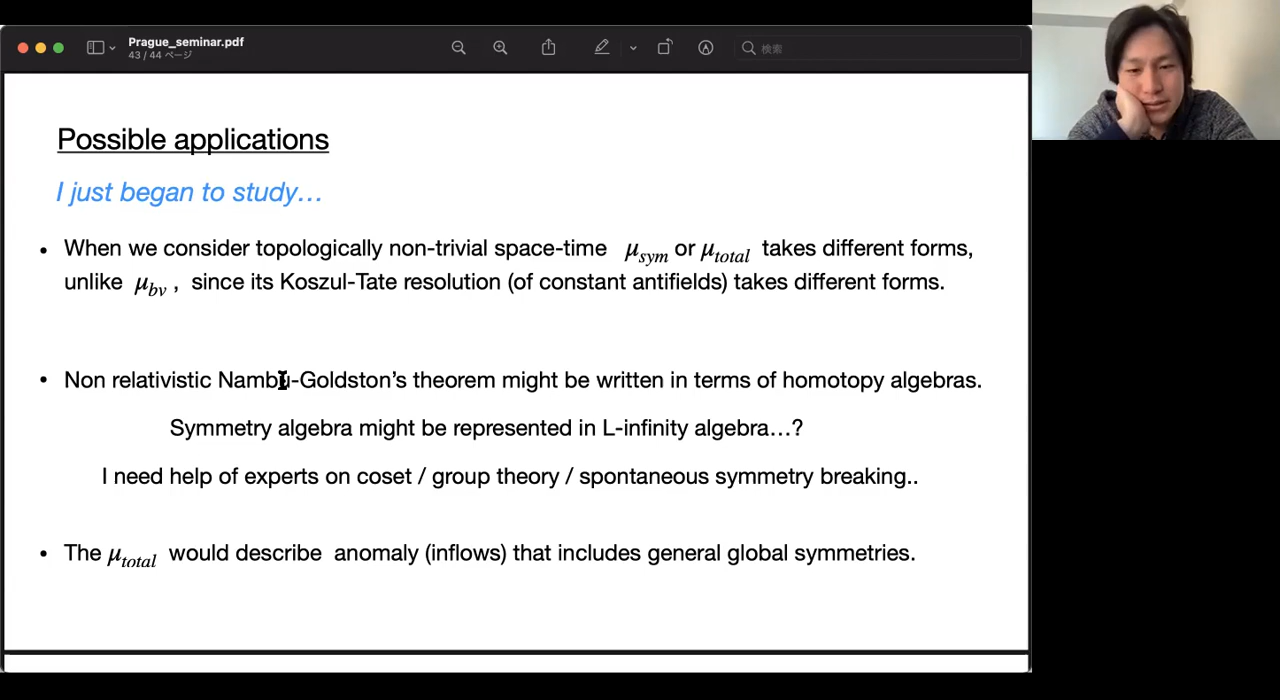 Prague_seminar.pdf
43 / 44 ページ
検索
Possible applications
I just began to study…
• When we consider topologically non-trivial space-time μ_sym or μ_total takes different forms,
unlike μ_bv , since its Koszul-Tate resolution (of constant antifields) takes different forms.
• Non relativistic Nambu-Goldston’s theorem might be written in terms of homotopy algebras.
Symmetry algebra might be represented in L-infinity algebra…?
I need help of experts on coset / group theory / spontaneous symmetry breaking..
• The μ_total would describe anomaly (inflows) that includes general global symmetries.